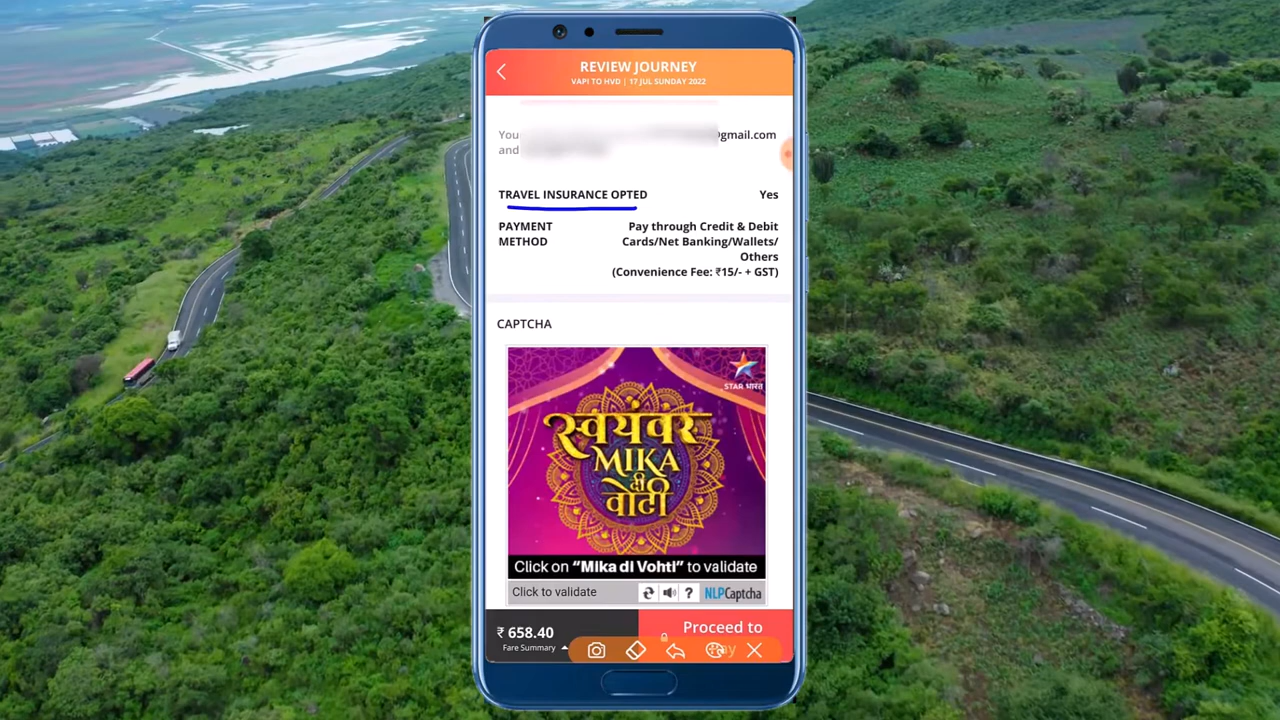 REVIEW JOURNEY
VAPI TO HVD | 17 JUL SUNDAY 2022
You
gmail.com
and
TRAVEL INSURANCE OPTED Yes
PAYMENT METHOD
Pay through Credit & Debit
Cards/Net Banking/Wallets/
Others
(Convenience Fee: ₹15/- + GST)
CAPTCHA
STAR भारत
स्वयंवर
MIKA
दी
वोटी
Click on “Mika di Vohti” to validate
Click to validate
? NLPCaptcha
₹ 658.40
Fare Summary
Proceed to
Pay